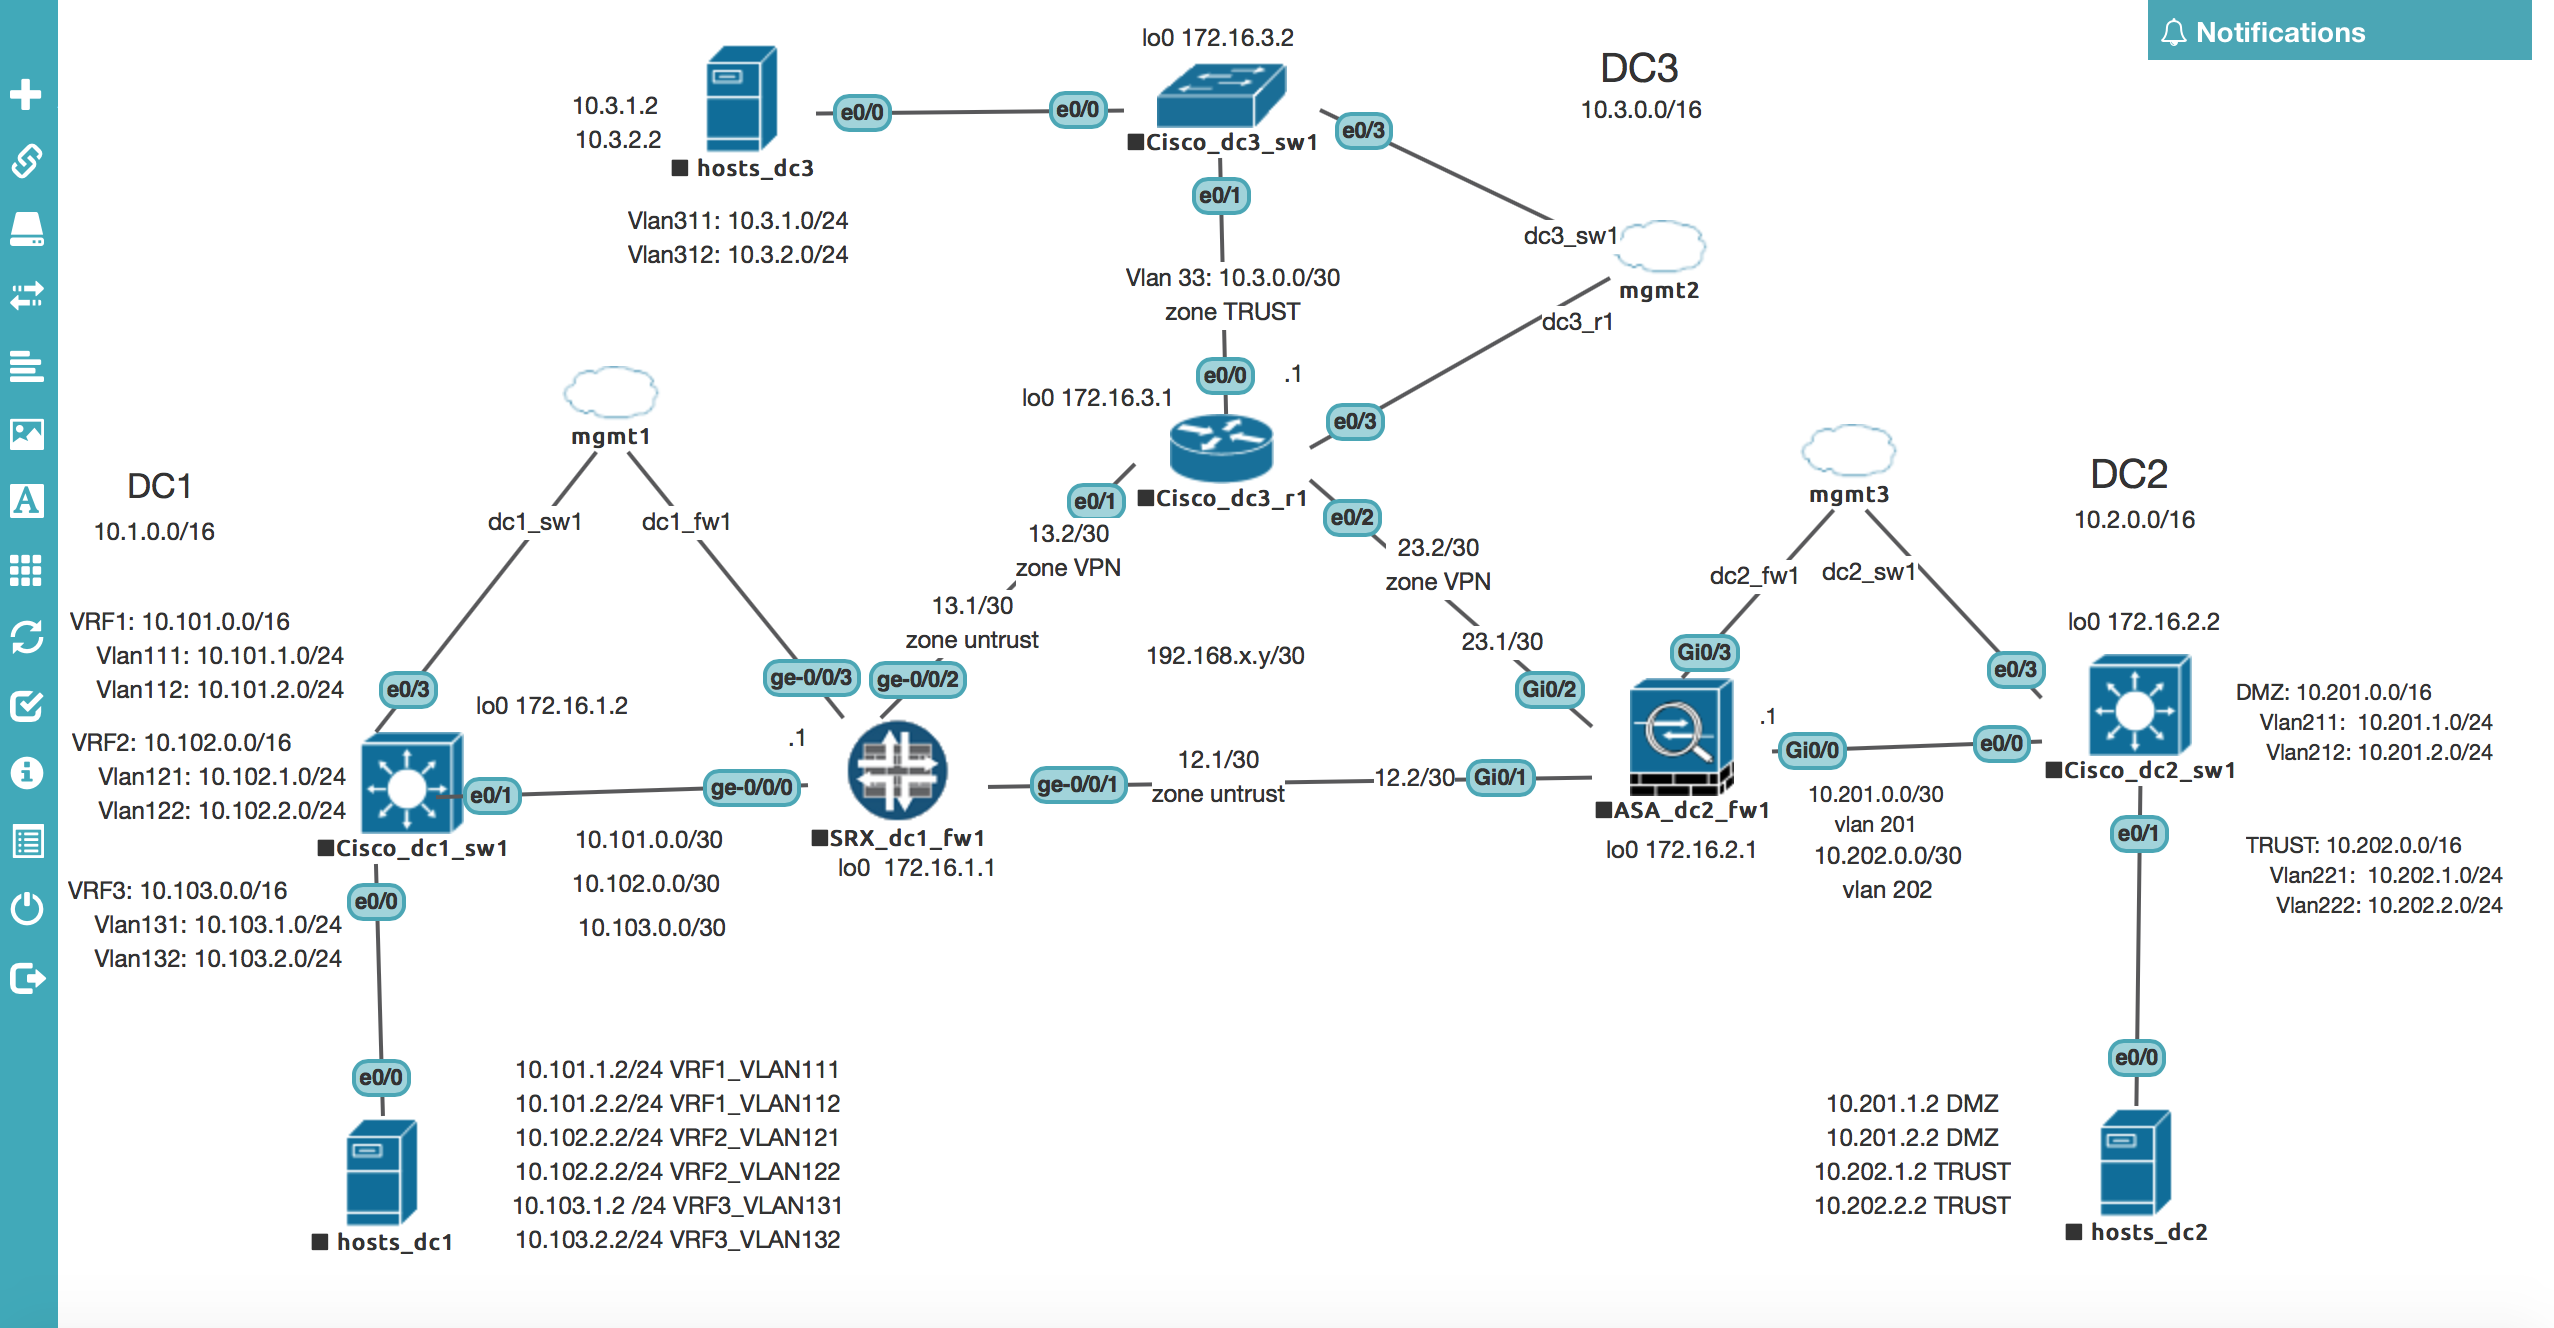 Notifications
lo0 172.16.3.2
DC3
10.3.0.0/16
10.3.1.2
10.3.2.2
e0/0
e0/0
e0/3
Cisco_dc3_sw1
hosts_dc3
e0/1
Vlan311: 10.3.1.0/24
Vlan312: 10.3.2.0/24
dc3_sw1
Vlan 33: 10.3.0.0/30
zone TRUST
mgmt2
dc3_r1
e0/0
.1
lo0 172.16.3.1
e0/3
mgmt1
Cisco_dc3_r1
e0/1
13.2/30
zone VPN
e0/2
23.2/30
zone VPN
mgmt3
DC2
10.2.0.0/16
DC1
10.1.0.0/16
dc1_sw1
dc1_fw1
dc2_fw1
dc2_sw1
13.1/30
zone untrust
192.168.x.y/30
23.1/30
VRF1: 10.101.0.0/16
Vlan111: 10.101.1.0/24
Vlan112: 10.101.2.0/24
e0/3
lo0 172.16.1.2
ge-0/0/3
ge-0/0/2
Gi0/2
Gi0/3
e0/3
lo0 172.16.2.2
VRF2: 10.102.0.0/16
Vlan121: 10.102.1.0/24
Vlan122: 10.102.2.0/24
.1
e0/1
ge-0/0/0
ge-0/0/1
12.1/30
zone untrust
12.2/30
Gi0/1
.1
Gi0/0
e0/0
DMZ: 10.201.0.0/16
Vlan211: 10.201.1.0/24
Vlan212: 10.201.2.0/24
Cisco_dc2_sw1
Cisco_dc1_sw1
SRX_dc1_fw1
lo0 172.16.1.1
ASA_dc2_fw1
lo0 172.16.2.1
10.201.0.0/30
vlan 201
10.202.0.0/30
vlan 202
e0/1
TRUST: 10.202.0.0/16
Vlan221: 10.202.1.0/24
Vlan222: 10.202.2.0/24
10.101.0.0/30
10.102.0.0/30
10.103.0.0/30
VRF3: 10.103.0.0/16
Vlan131: 10.103.1.0/24
Vlan132: 10.103.2.0/24
e0/0
e0/0
10.101.1.2/24 VRF1_VLAN111
10.101.2.2/24 VRF1_VLAN112
10.102.2.2/24 VRF2_VLAN121
10.102.2.2/24 VRF2_VLAN122
10.103.1.2 /24 VRF3_VLAN131
10.103.2.2/24 VRF3_VLAN132
hosts_dc1
e0/0
10.201.1.2 DMZ
10.201.2.2 DMZ
10.202.1.2 TRUST
10.202.2.2 TRUST
hosts_dc2